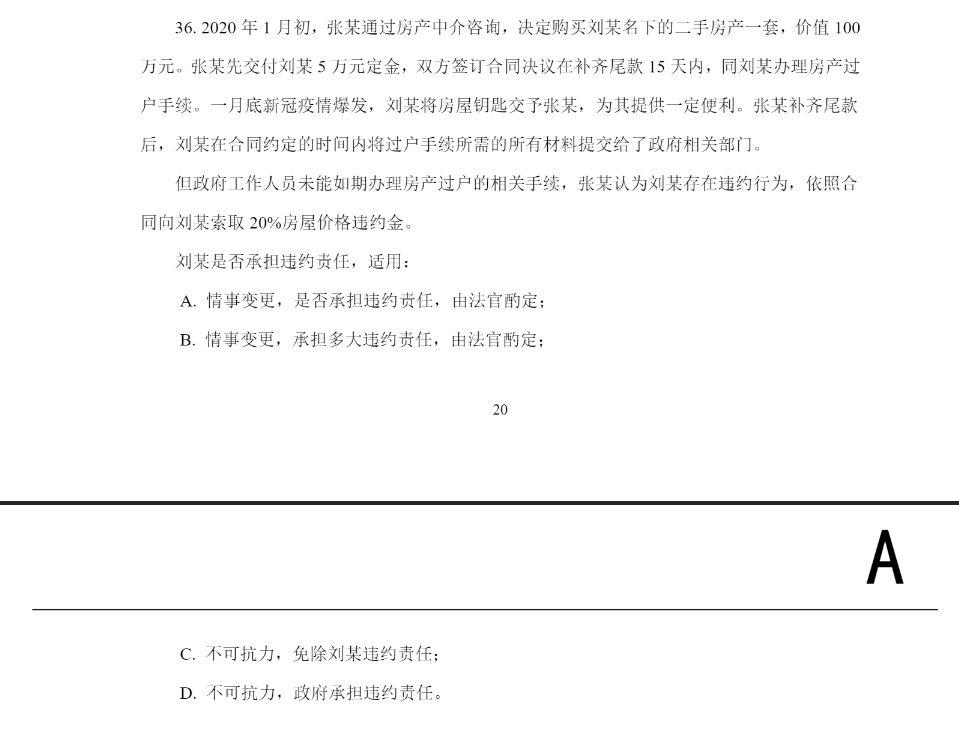 36. 2020 年 1 月初，张某通过房产中介咨询，决定购买刘某名下的二手房产一套，价值 100
万元。张某先交付刘某 5 万元定金，双方签订合同决议在补齐尾款 15 天内，同刘某办理房产过
户手续。一月底新冠疫情爆发，刘某将房屋钥匙交予张某，为其提供一定便利。张某补齐尾款
后，刘某在合同约定的时间内将过户手续所需的所有材料提交给了政府相关部门。
但政府工作人员未能如期办理房产过户的相关手续，张某认为刘某存在违约行为，依照合
同向刘某索取 20%房屋价格违约金。
刘某是否承担违约责任，适用：
A. 情事变更，是否承担违约责任，由法官酌定；
B. 情事变更，承担多大违约责任，由法官酌定；
20
A
C. 不可抗力，免除刘某违约责任；
D. 不可抗力，政府承担违约责任。